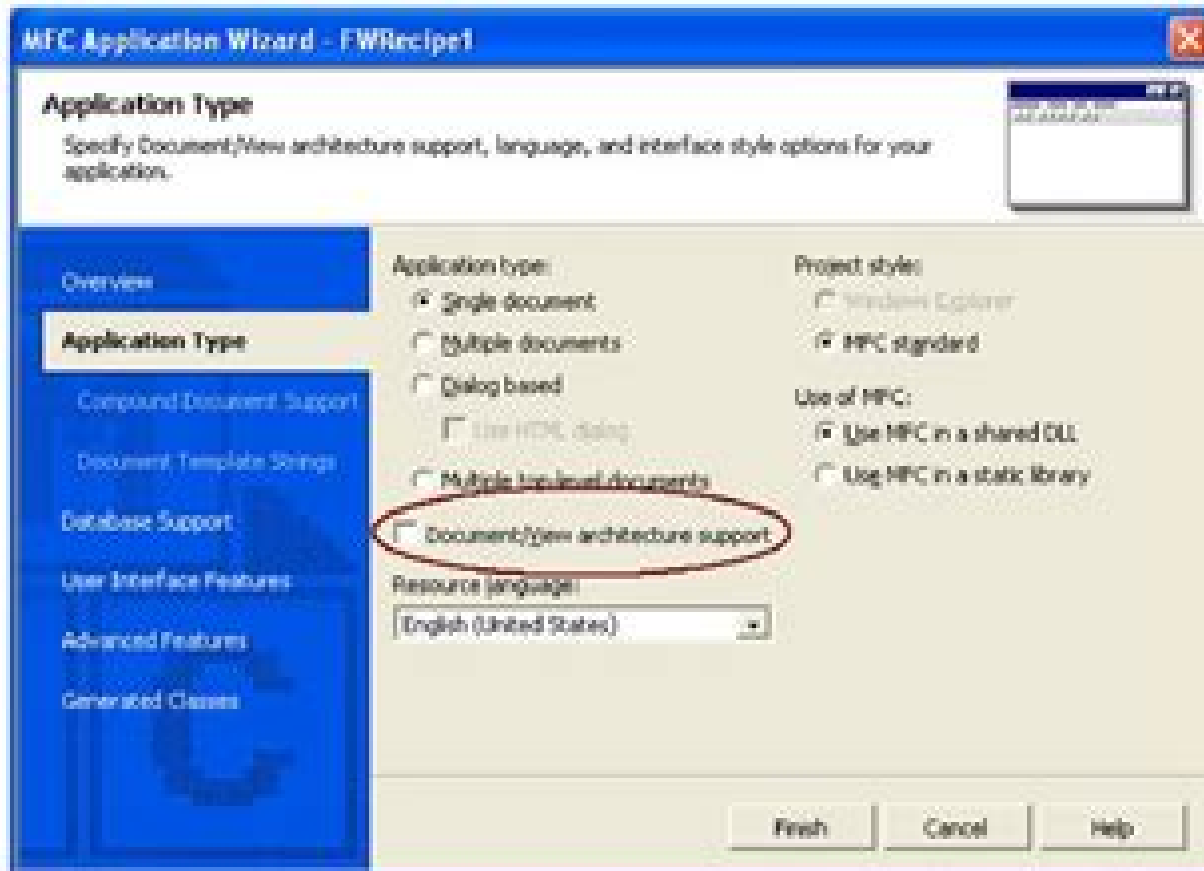 MFC Application Wizard - FWRecipe1
Application Type
Specify Document/View architecture support, language, and interface style options for your
application.
Overview
Application Type
Compound Document Support
Document Template Strings
Database Support
User Interface Features
Advanced Features
Generated Classes
Application type:
Single document
Multiple documents
Dialog based
Use HTML dialog
Multiple top-level documents
Document/View architecture support
Resource language:
English (United States)
Project style:
Windows Explorer
MFC standard
Use of MFC:
Use MFC in a shared DLL
Use MFC in a static library
Finish
Cancel
Help